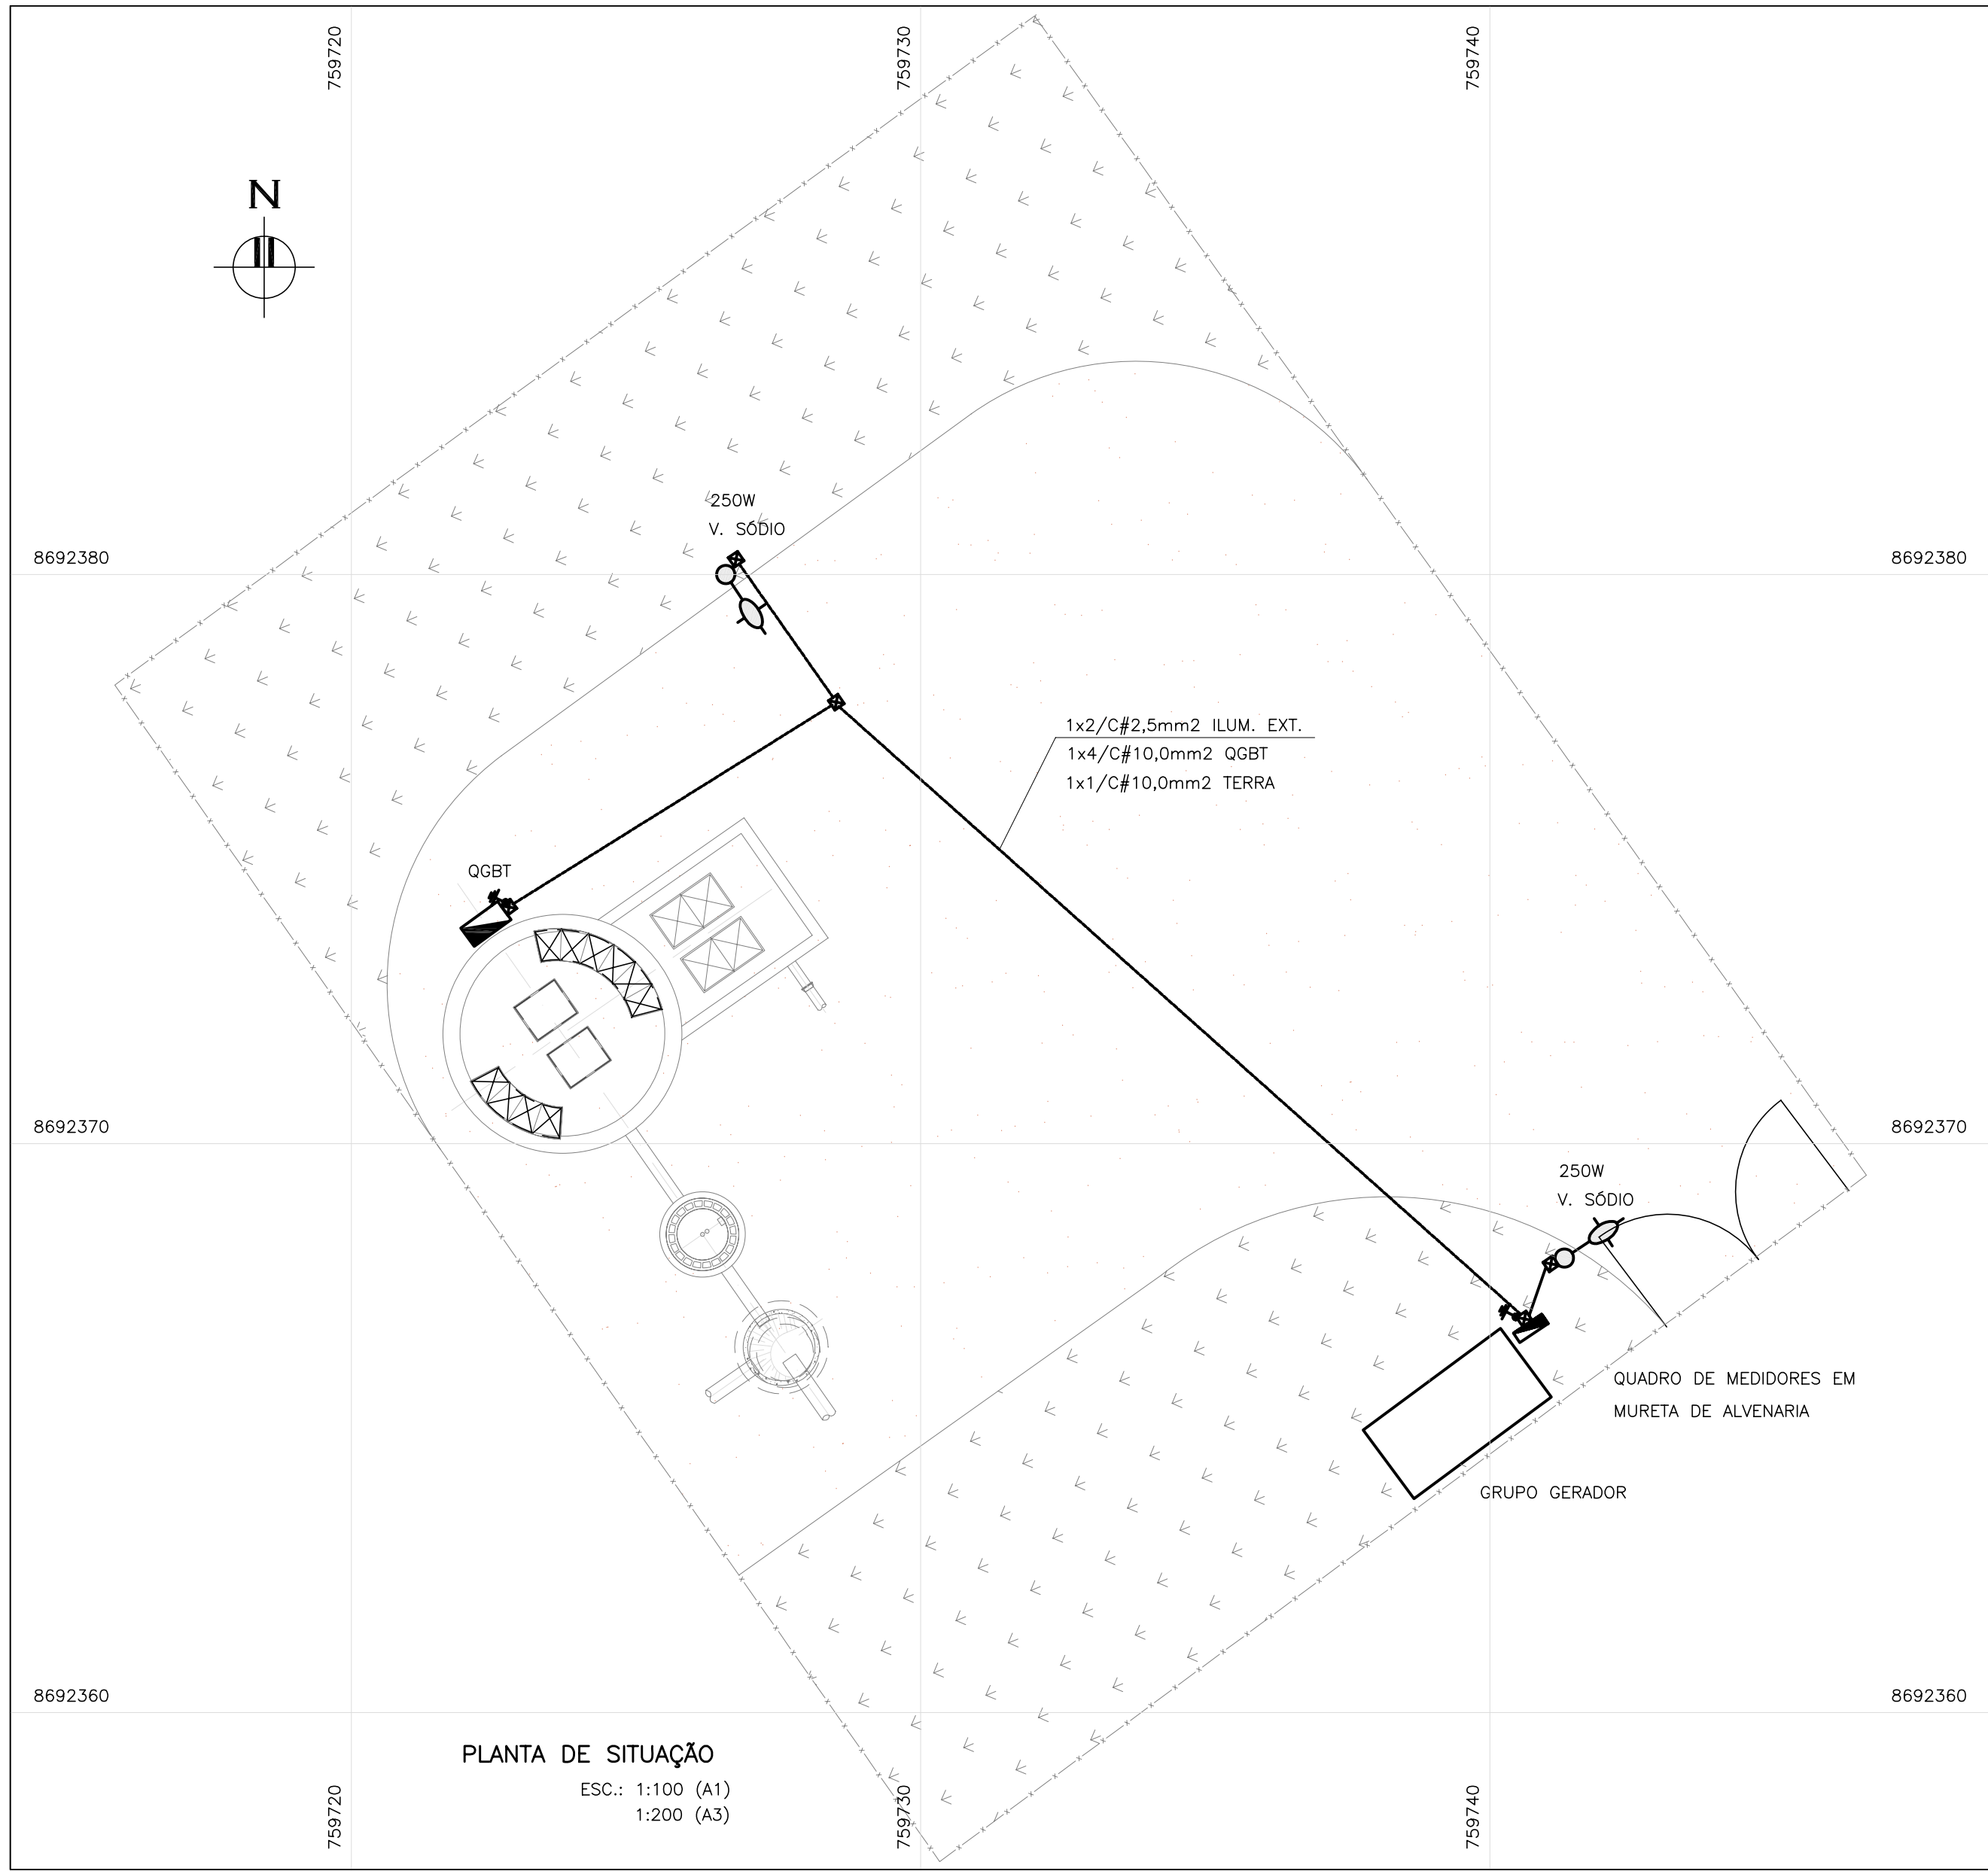 759720
759730
759740
N
250W
V. SÓDIO
8692380
8692380
1x2/C#2,5mm2 ILUM. EXT.
1x4/C#10,0mm2 QGBT
1x1/C#10,0mm2 TERRA
QGBT
8692370
8692370
250W
V. SÓDIO
QUADRO DE MEDIDORES EM
MURETA DE ALVENARIA
GRUPO GERADOR
8692360
8692360
PLANTA DE SITUAÇÃO
ESC.: 1:100 (A1)
1:200 (A3)
759720
759730
759740